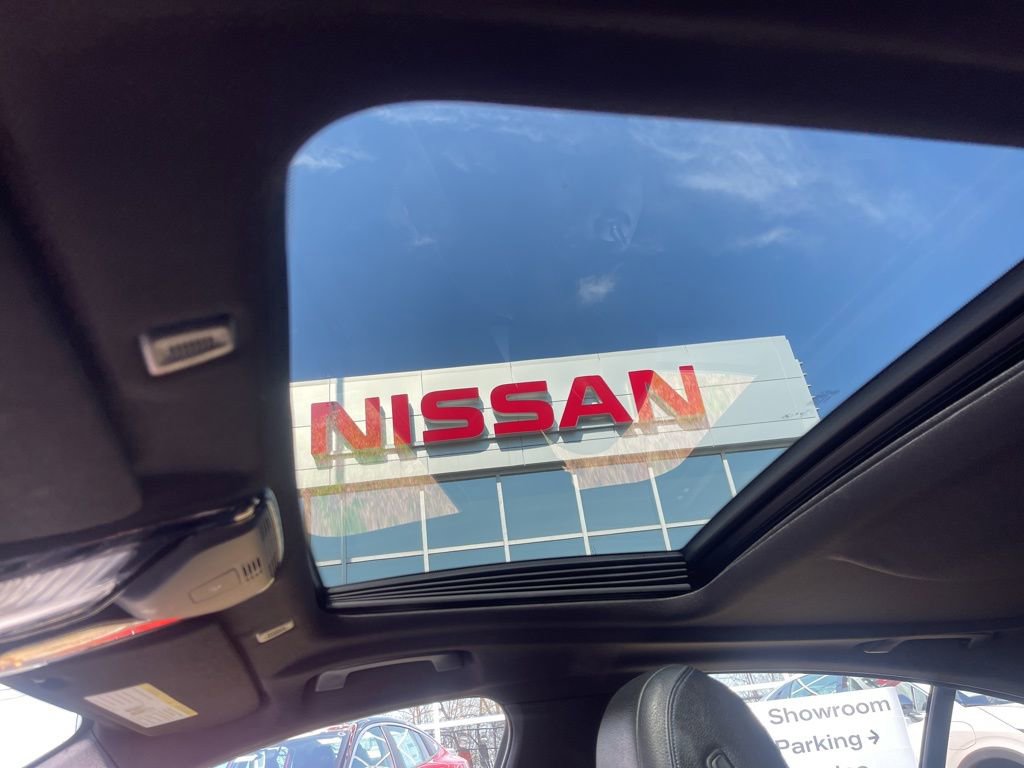 NISSAN
Showroom
Parking →